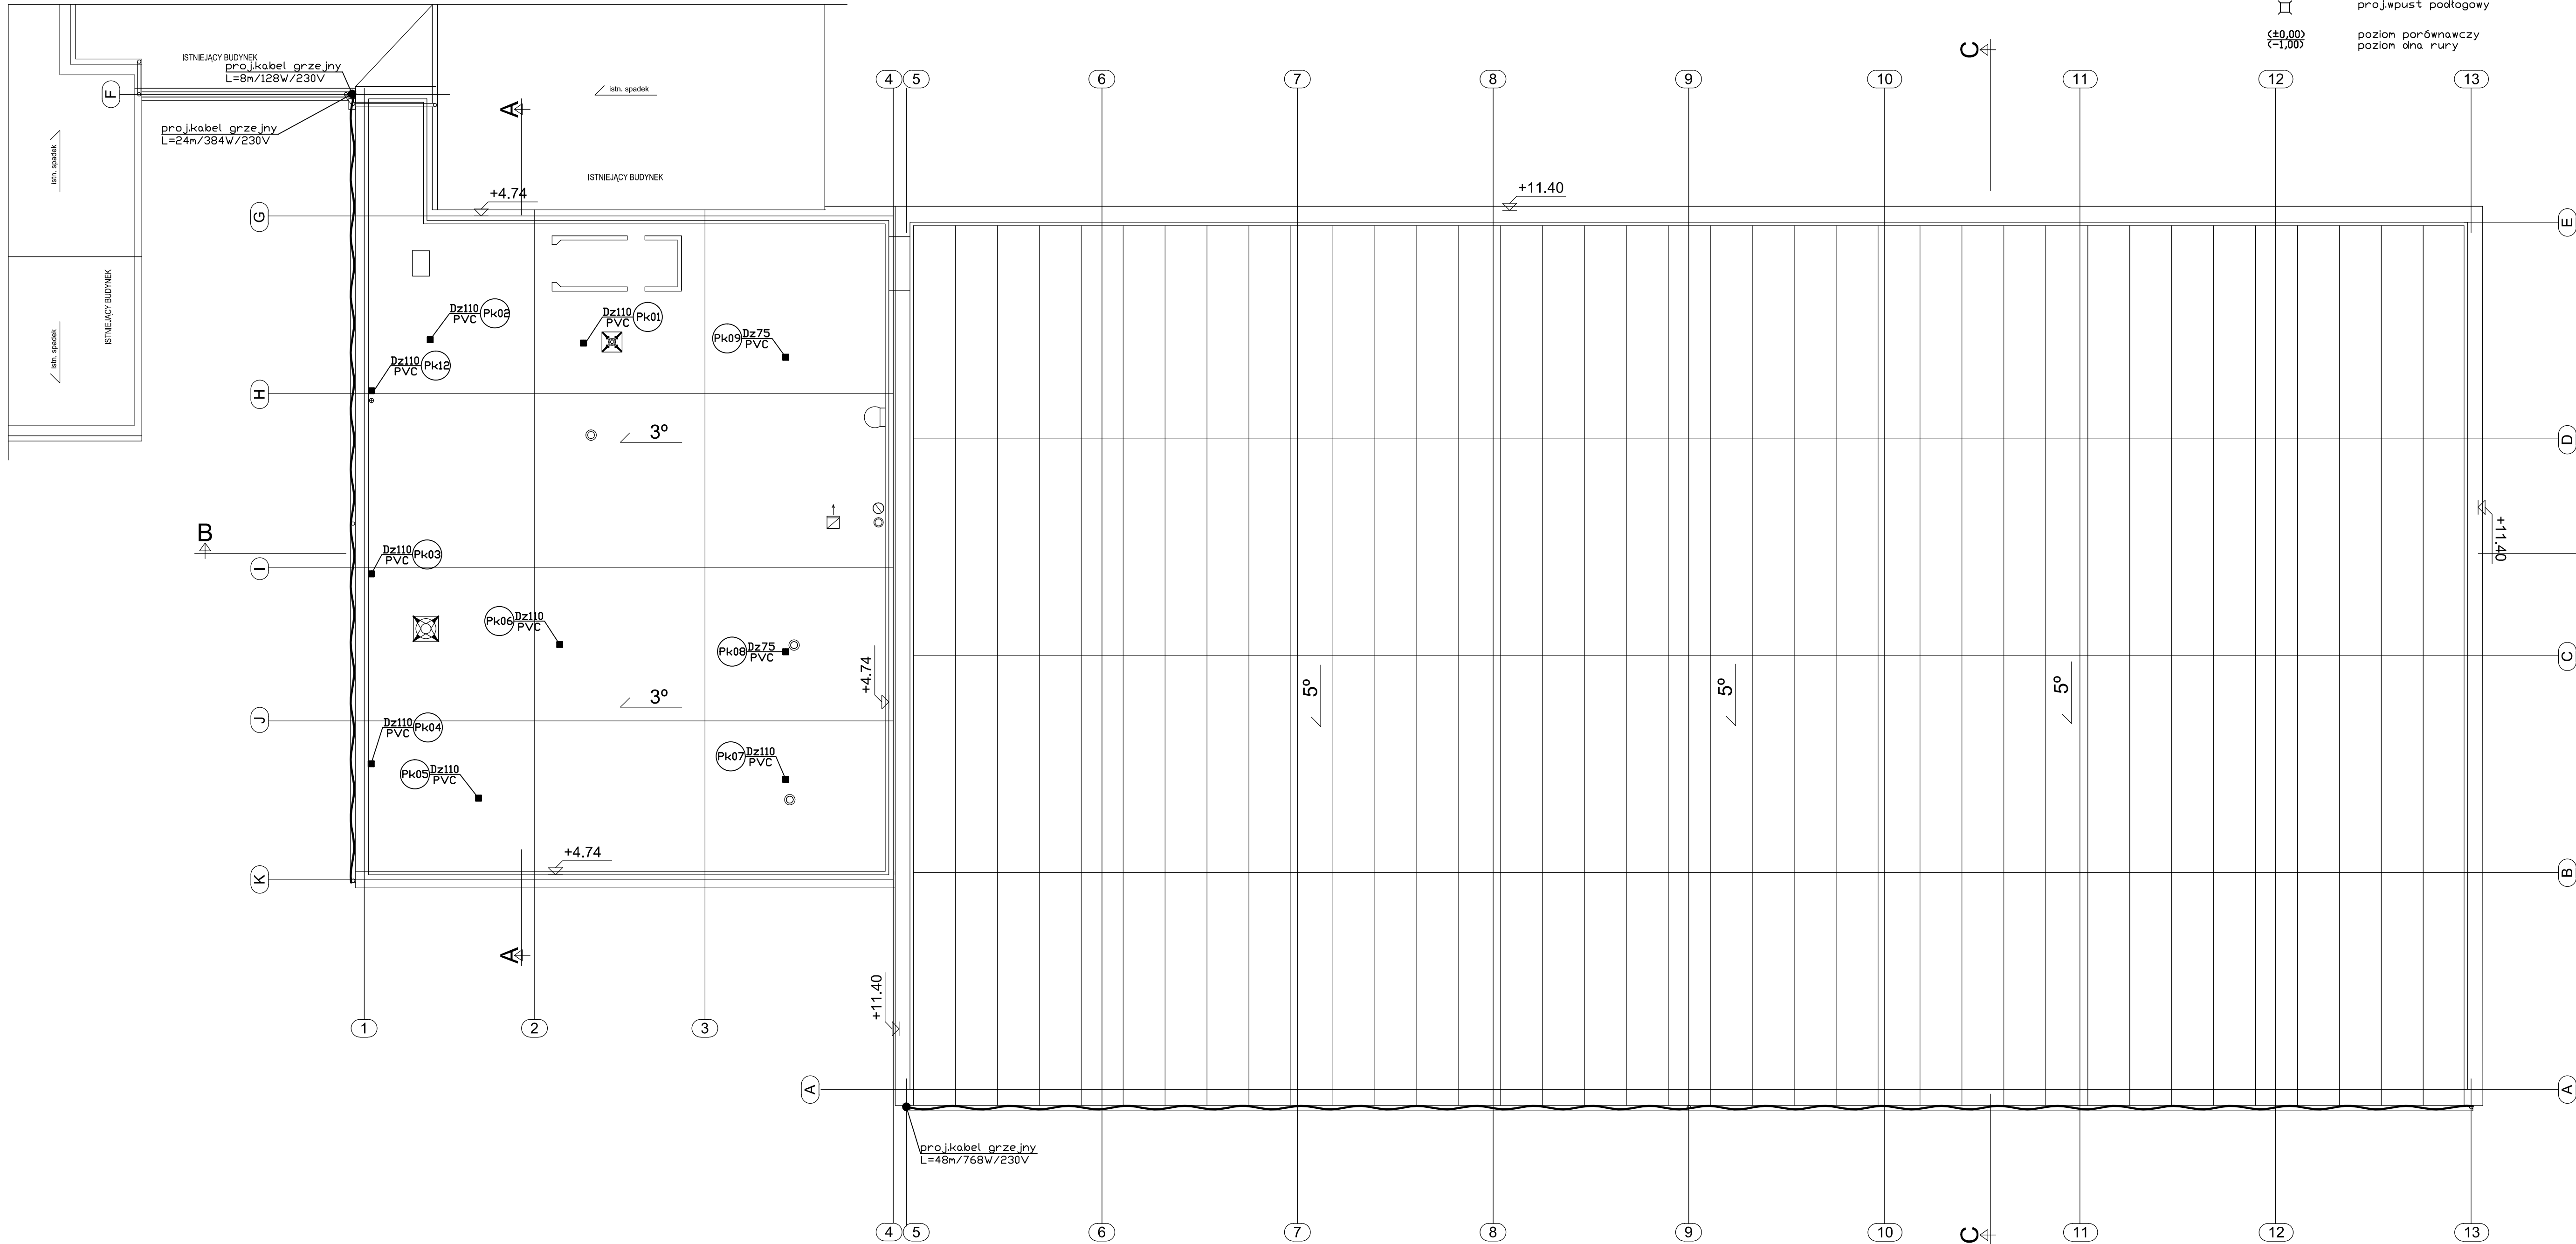 proj.wpust podłogowy
(±0,00)
(-1,00)
poziom porównawczy
poziom dna rury
C
ISTNIEJĄCY BUDYNEK
proj.kabel grzejny
L=8m/128W/230V
4
5
6
7
8
9
10
11
12
13
F
istn. spadek
A
proj.kabel grzejny
L=24m/384W/230V
istn. spadek
ISTNIEJĄCY BUDYNEK
+4.74
+11.40
G
E
ISTNIEJĄCY BUDYNEK
istn. spadek
Dz110
PVC
Pk02
Dz110
PVC
Pk01
Pk09
Dz75
PVC
Dz110
PVC
Pk12
H
3°
D
B
+11.40
Dz110
PVC
Pk03
I
Pk06
Dz110
PVC
Pk08
Dz75
PVC
C
+4.74
3°
5°
5°
5°
J
Dz110
PVC
Pk04
Pk07
Dz110
PVC
Pk05
Dz110
PVC
+4.74
K
B
A
+11.40
1
2
3
A
A
proj.kabel grzejny
L=48m/768W/230V
4
5
6
7
8
9
10
C
11
12
13